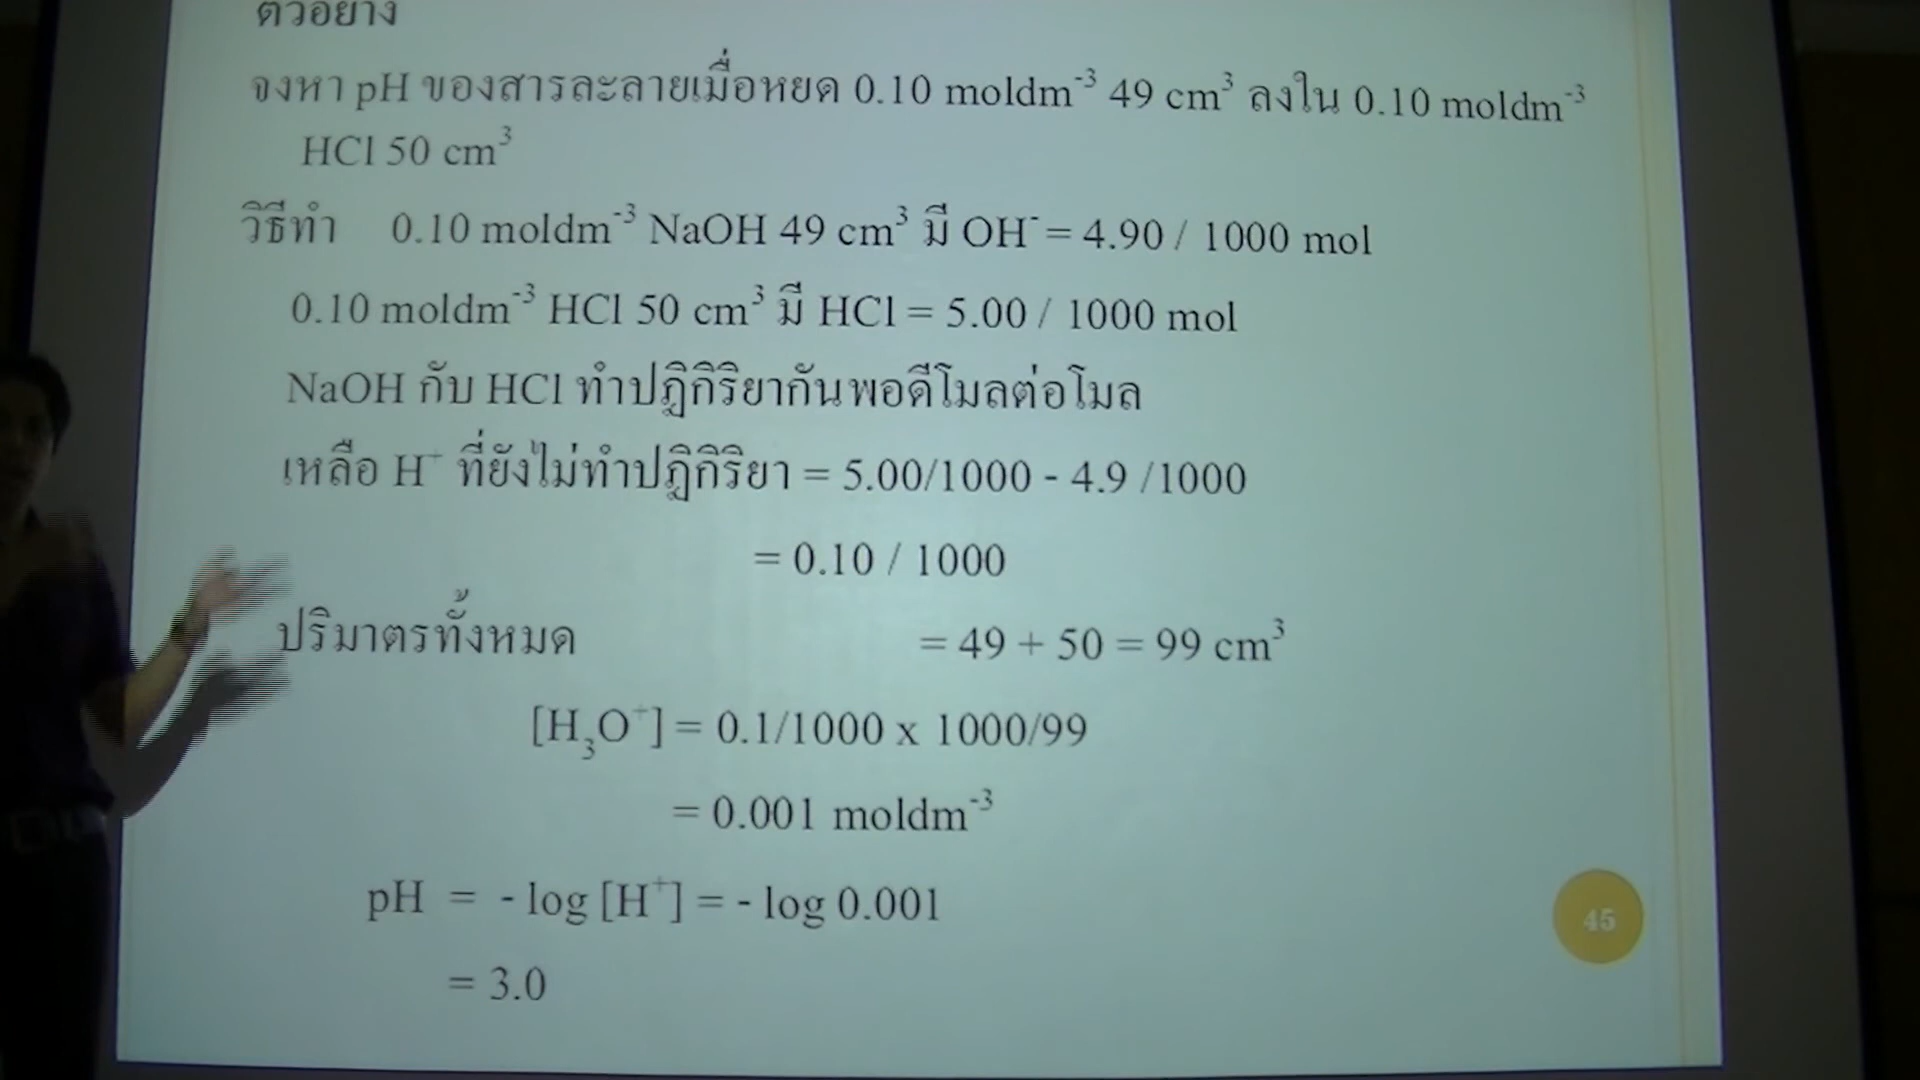 ตัวอย่าง
จงหา pH ของสารละลายเมื่อหยด 0.10 moldm⁻³ 49 cm³ ลงใน 0.10 moldm⁻³
HCl 50 cm³
วิธีทำ 0.10 moldm⁻³ NaOH 49 cm³ มี OH⁻ = 4.90 / 1000 mol
0.10 moldm⁻³ HCl 50 cm³ มี HCl = 5.00 / 1000 mol
NaOH กับ HCl ทำปฏิกิริยากันพอดีโมลต่อโมล
เหลือ H⁺ ที่ยังไม่ทำปฏิกิริยา = 5.00/1000 - 4.9 /1000
= 0.10 / 1000
ปริมาตรทั้งหมด = 49 + 50 = 99 cm³
[H₃O⁺] = 0.1/1000 x 1000/99
= 0.001 moldm⁻³
pH = - log [H⁺] = - log 0.001
= 3.0
45